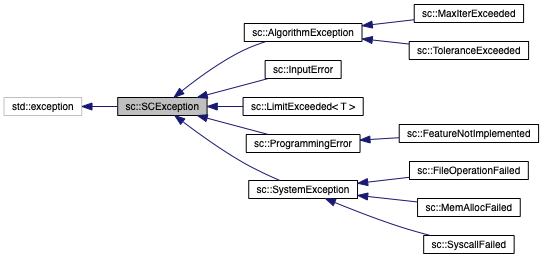 std::exception
sc::SCException
sc::AlgorithmException
sc::MaxIterExceeded
sc::ToleranceExceeded
sc::InputError
sc::LimitExceeded< T >
sc::ProgrammingError
sc::FeatureNotImplemented
sc::SystemException
sc::FileOperationFailed
sc::MemAllocFailed
sc::SyscallFailed